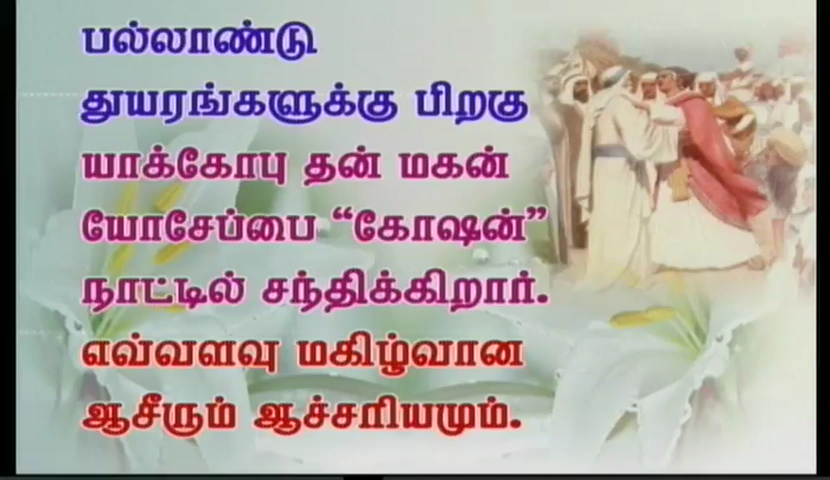 பல்லாண்டு
துயரங்களுக்கு பிறகு
யாக்கோபு தன் மகன்
யோசேப்பை “கோஷன்”
நாட்டில் சந்திக்கிறார்.
எவ்வளவு மகிழ்வான
ஆசீரும் ஆச்சரியமும்.